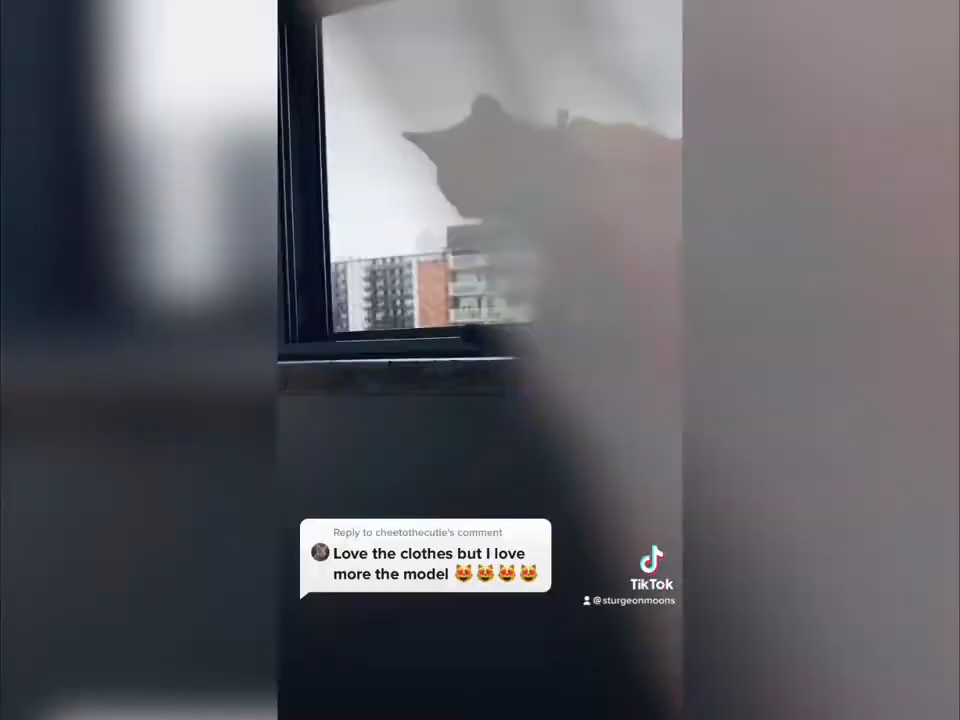 Reply to cheetothecutie's comment
Love the clothes but I love
more the model 😻😻😻😻
TikTok
@sturgeonmoons